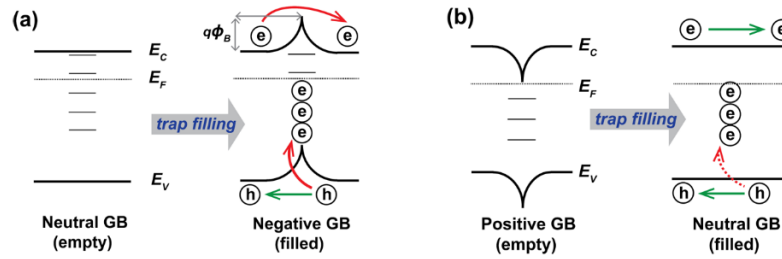 (a)
qϕB
e
e
EC
EF
e
e
e
trap filling
EV
h
h
Neutral GB
(empty)
Negative GB
(filled)
(b)
e
e
EC
EF
e
e
e
trap filling
EV
h
h
Positive GB
(empty)
Neutral GB
(filled)